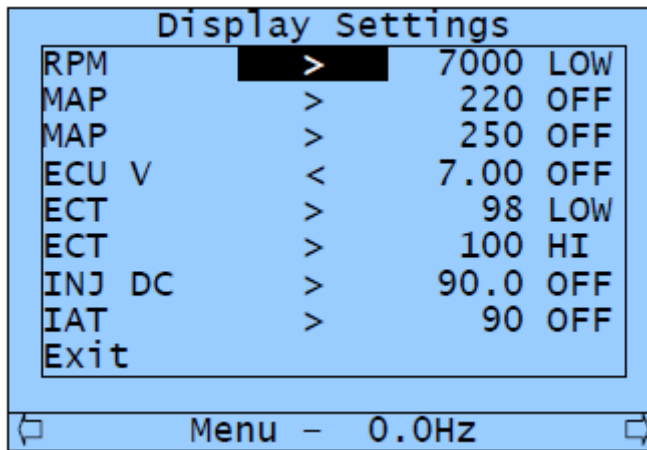 Display Settings
RPM > 7000 LOW
MAP > 220 OFF
MAP > 250 OFF
ECU V < 7.00 OFF
ECT > 98 LOW
ECT > 100 HI
INJ DC > 90.0 OFF
IAT > 90 OFF
Exit
Menu - 0.0Hz